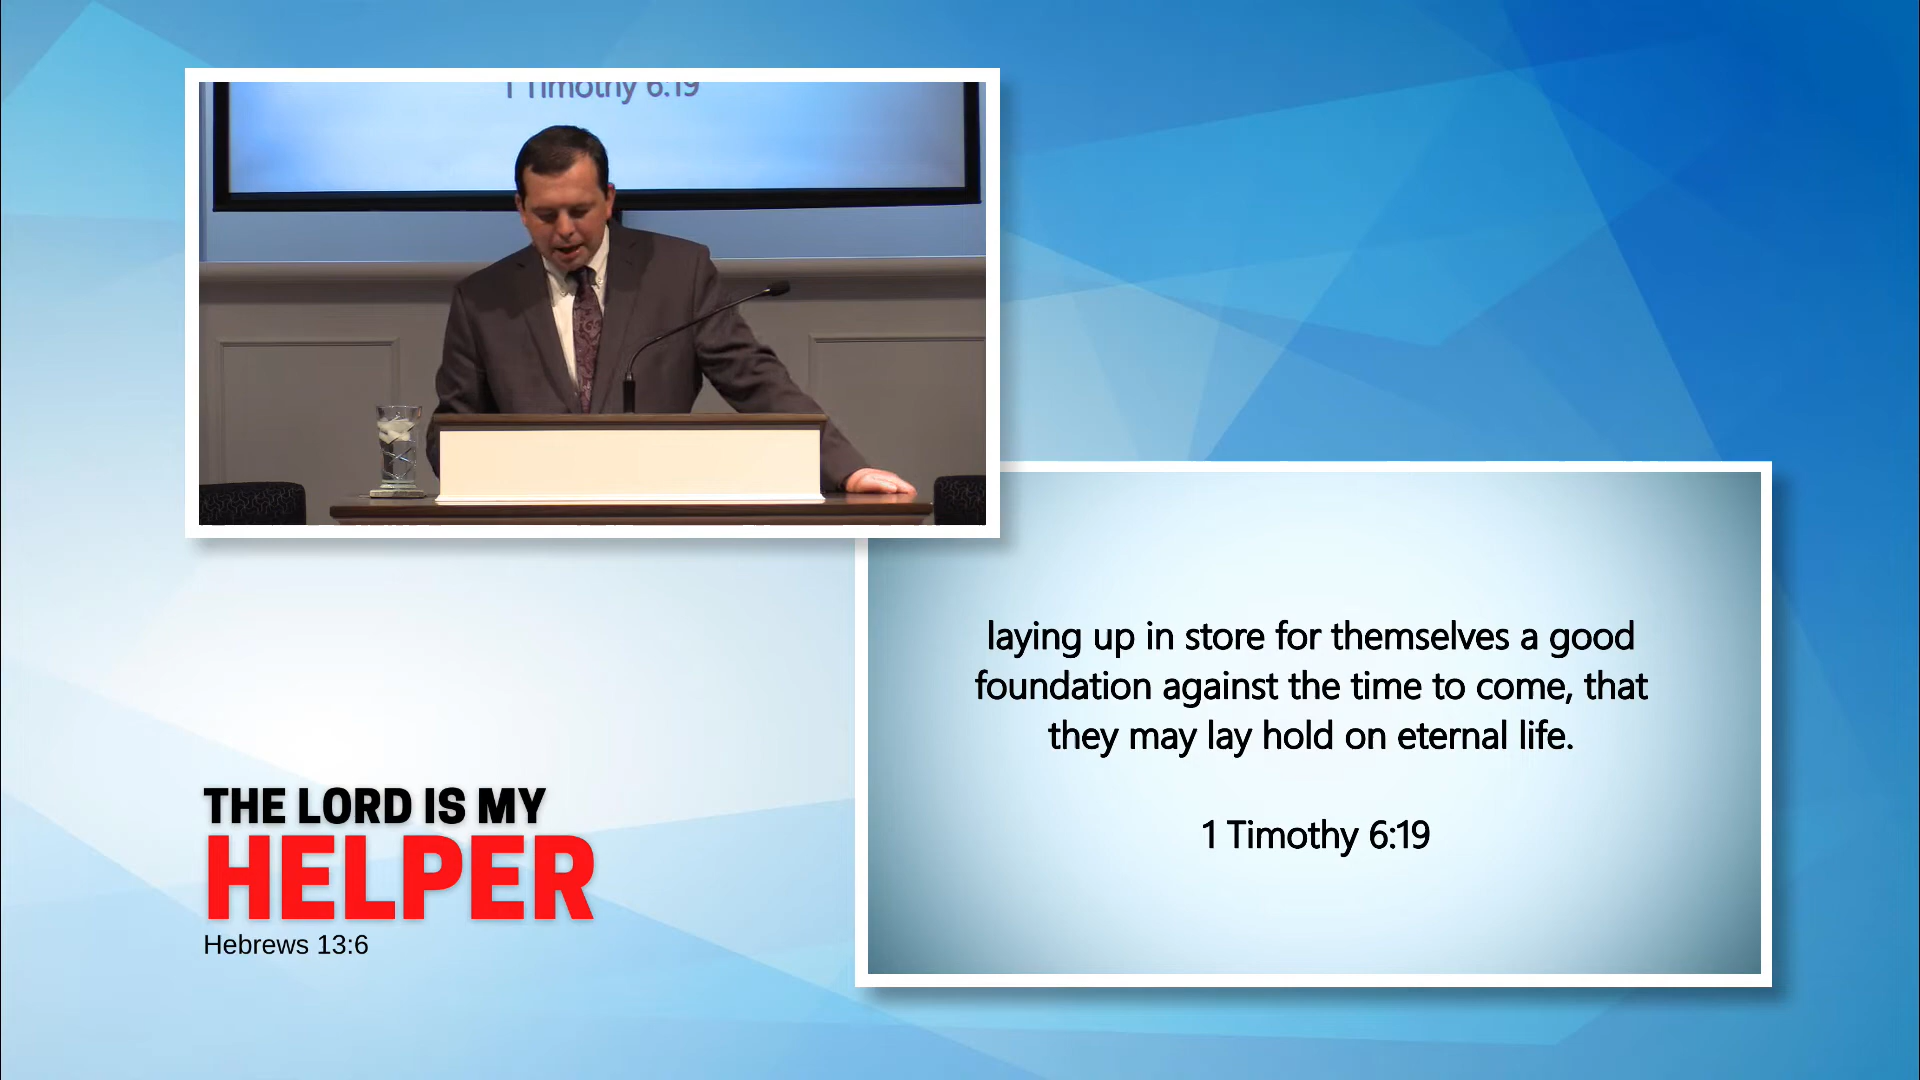 1 Timothy 6:19
laying up in store for themselves a good
foundation against the time to come, that
they may lay hold on eternal life.
1 Timothy 6:19
THE LORD IS MY
HELPER
Hebrews 13:6